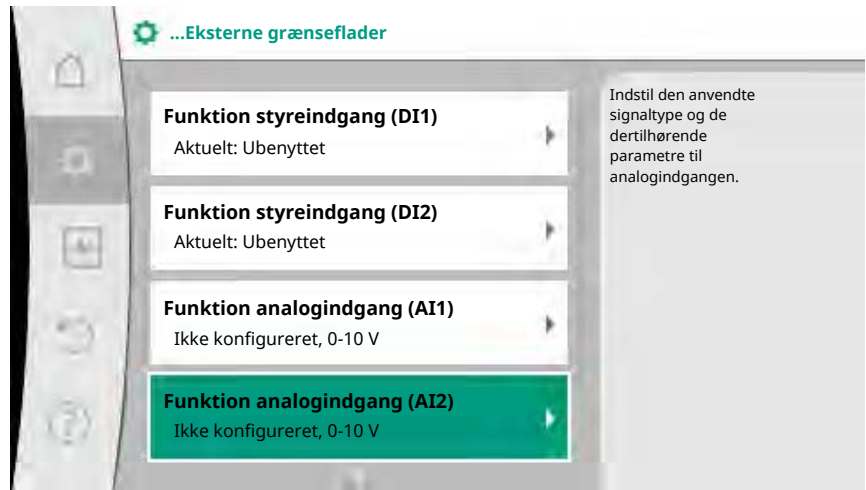 ...Eksterne grænseflader
Funktion styreindgang (DI1)
Aktuelt: Ubenyttet
Funktion styreindgang (DI2)
Aktuelt: Ubenyttet
Funktion analogindgang (AI1)
Ikke konfigureret, 0-10 V
Funktion analogindgang (AI2)
Ikke konfigureret, 0-10 V
Indstil den anvendte
signaltype og de
dertilhørende
parametre til
analogindgangen.